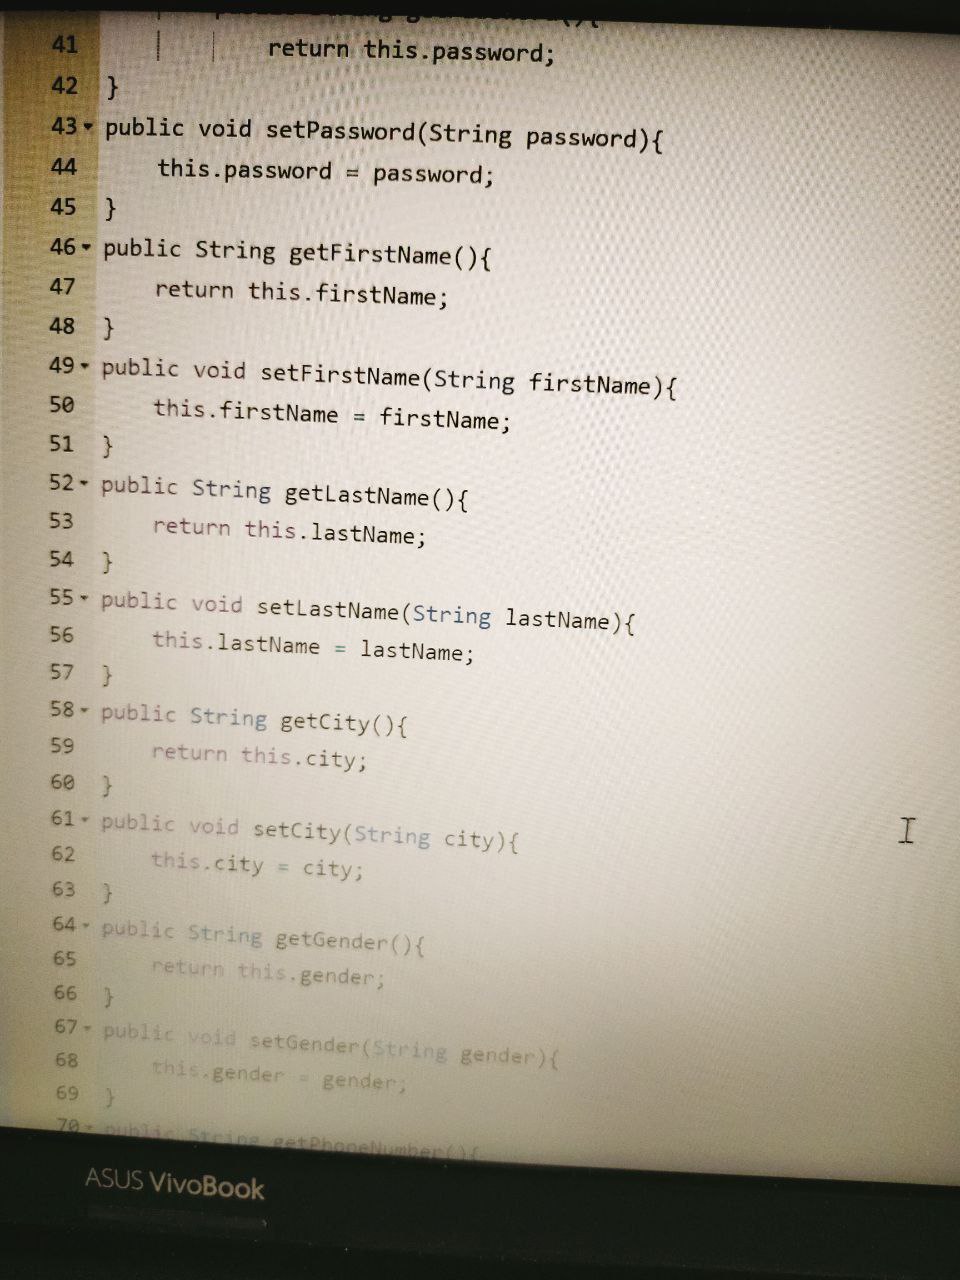 41 return this.password;
42 }
43 public void setPassword(String password){
44 this.password = password;
45 }
46 public String getFirstName(){
47 return this.firstName;
48 }
49 public void setFirstName(String firstName){
50 this.firstName = firstName;
51 }
52 public String getLastName(){
53 return this.lastName;
54 }
55 public void setLastName(String lastName){
56 this.lastName = lastName;
57 }
58 public String getCity(){
59 return this.city;
60 }
61 public void setCity(String city){
62 this.city = city;
63 }
64 public String getGender(){
65 return this.gender;
66 }
67 public void setGender(String gender){
68 this.gender = gender;
69 }
70 public String getPhoneNumber(){
ASUS VivoBook